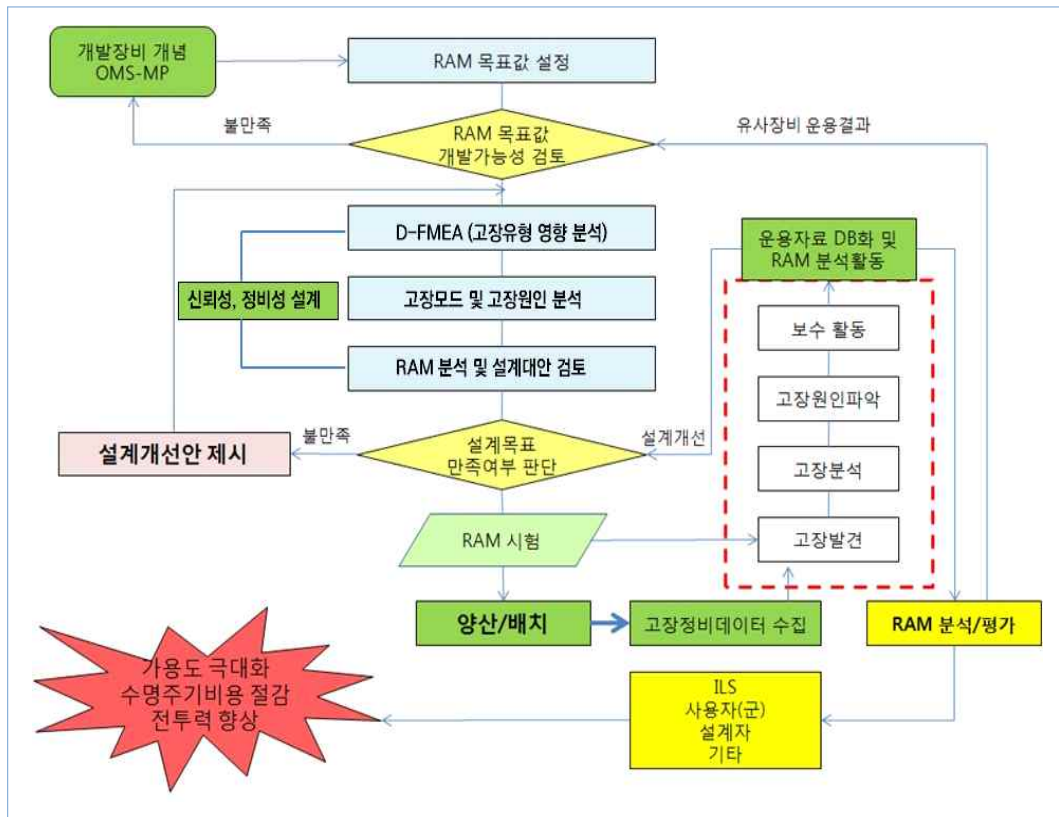 개발장비 개념
OMS-MP
RAM 목표값 설정
불만족
RAM 목표값
개발가능성 검토
유사장비 운용결과
D-FMEA (고장유형 영향 분석)
운용자료 DB화 및
RAM 분석활동
신뢰성, 정비성 설계
고장모드 및 고장원인 분석
보수 활동
RAM 분석 및 설계대안 검토
고장원인파악
설계개선안 제시
불만족
설계목표
만족여부 판단
설계개선
고장분석
RAM 시험
고장발견
양산/배치
고장정비데이터 수집
RAM 분석/평가
가용도 극대화
수명주기비용 절감
전투력 향상
ILS
사용자(군)
설계자
기타